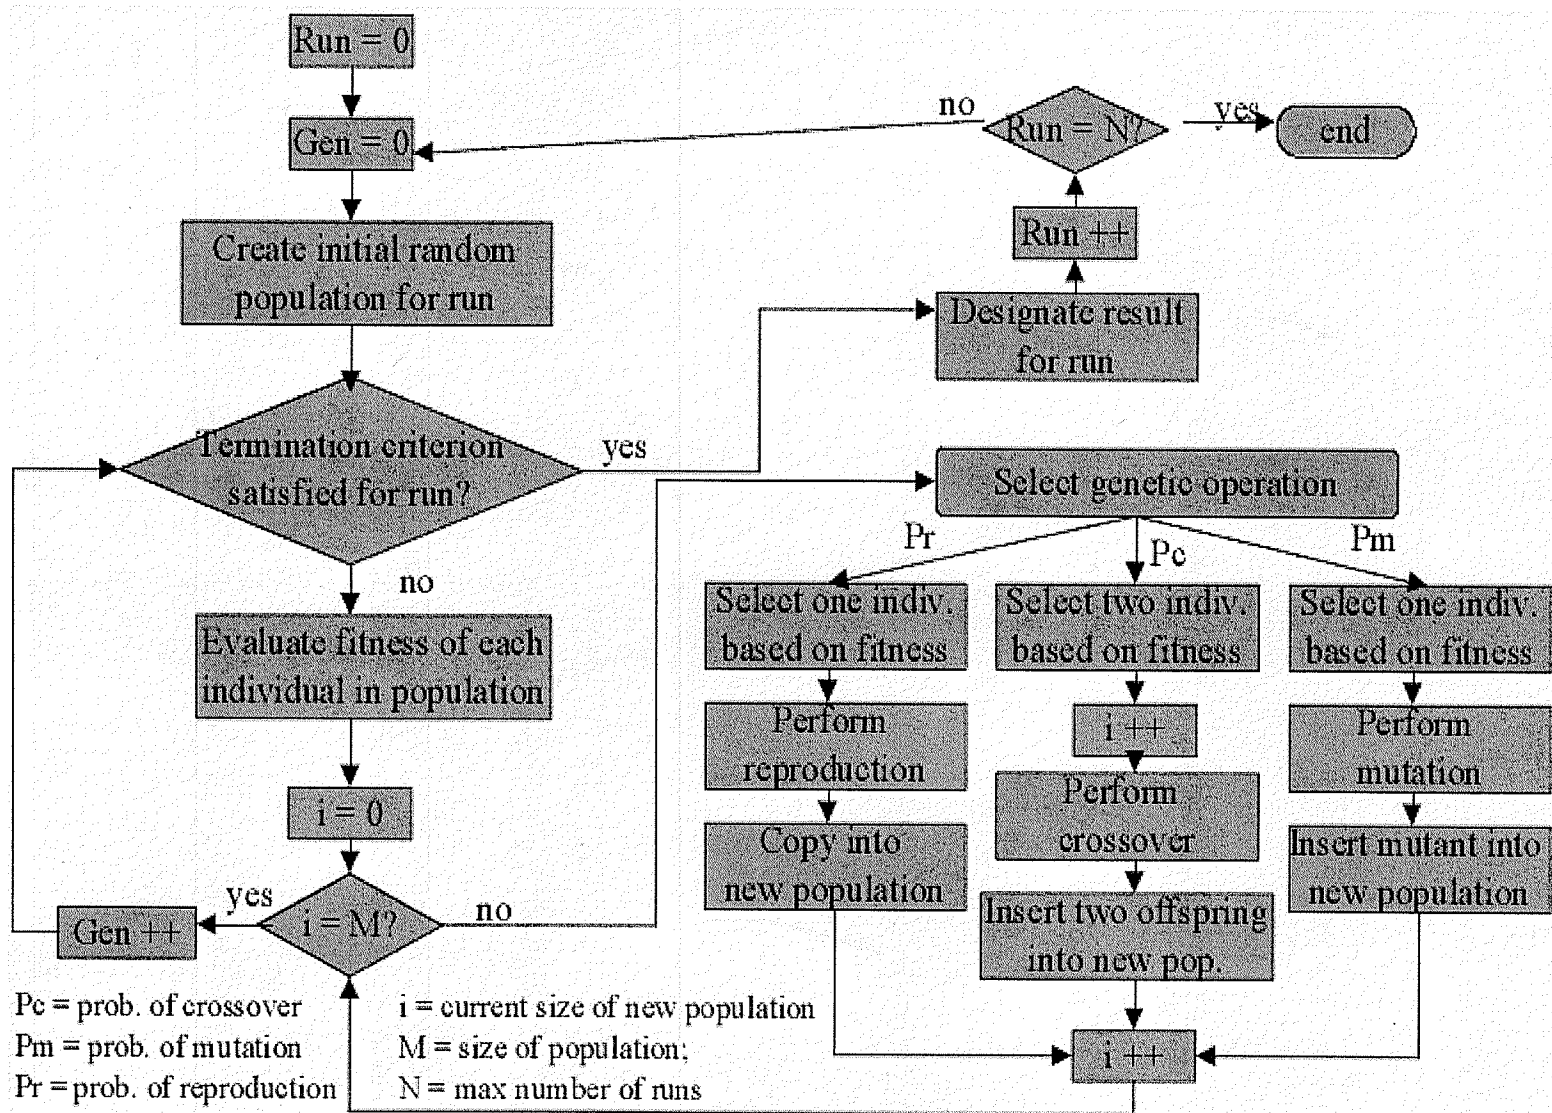 Run = 0
Gen = 0
no
Run = N?
yes
end
Run ++
Create initial random
population for run
Designate result
for run
Termination criterion
satisfied for run?
yes
Select genetic operation
Pr
Pc
Pm
no
Select one indiv.
based on fitness
Select two indiv.
based on fitness
Select one indiv.
based on fitness
Evaluate fitness of each
individual in population
Perform
reproduction
i ++
Perform
mutation
i = 0
Perform
crossover
Copy into
new population
Insert mutant into
new population
yes
i = M?
no
Gen ++
Insert two offspring
into new pop.
i ++
Pc = prob. of crossover
Pm = prob. of mutation
Pr = prob. of reproduction
i = current size of new population
M = size of population;
N = max number of runs